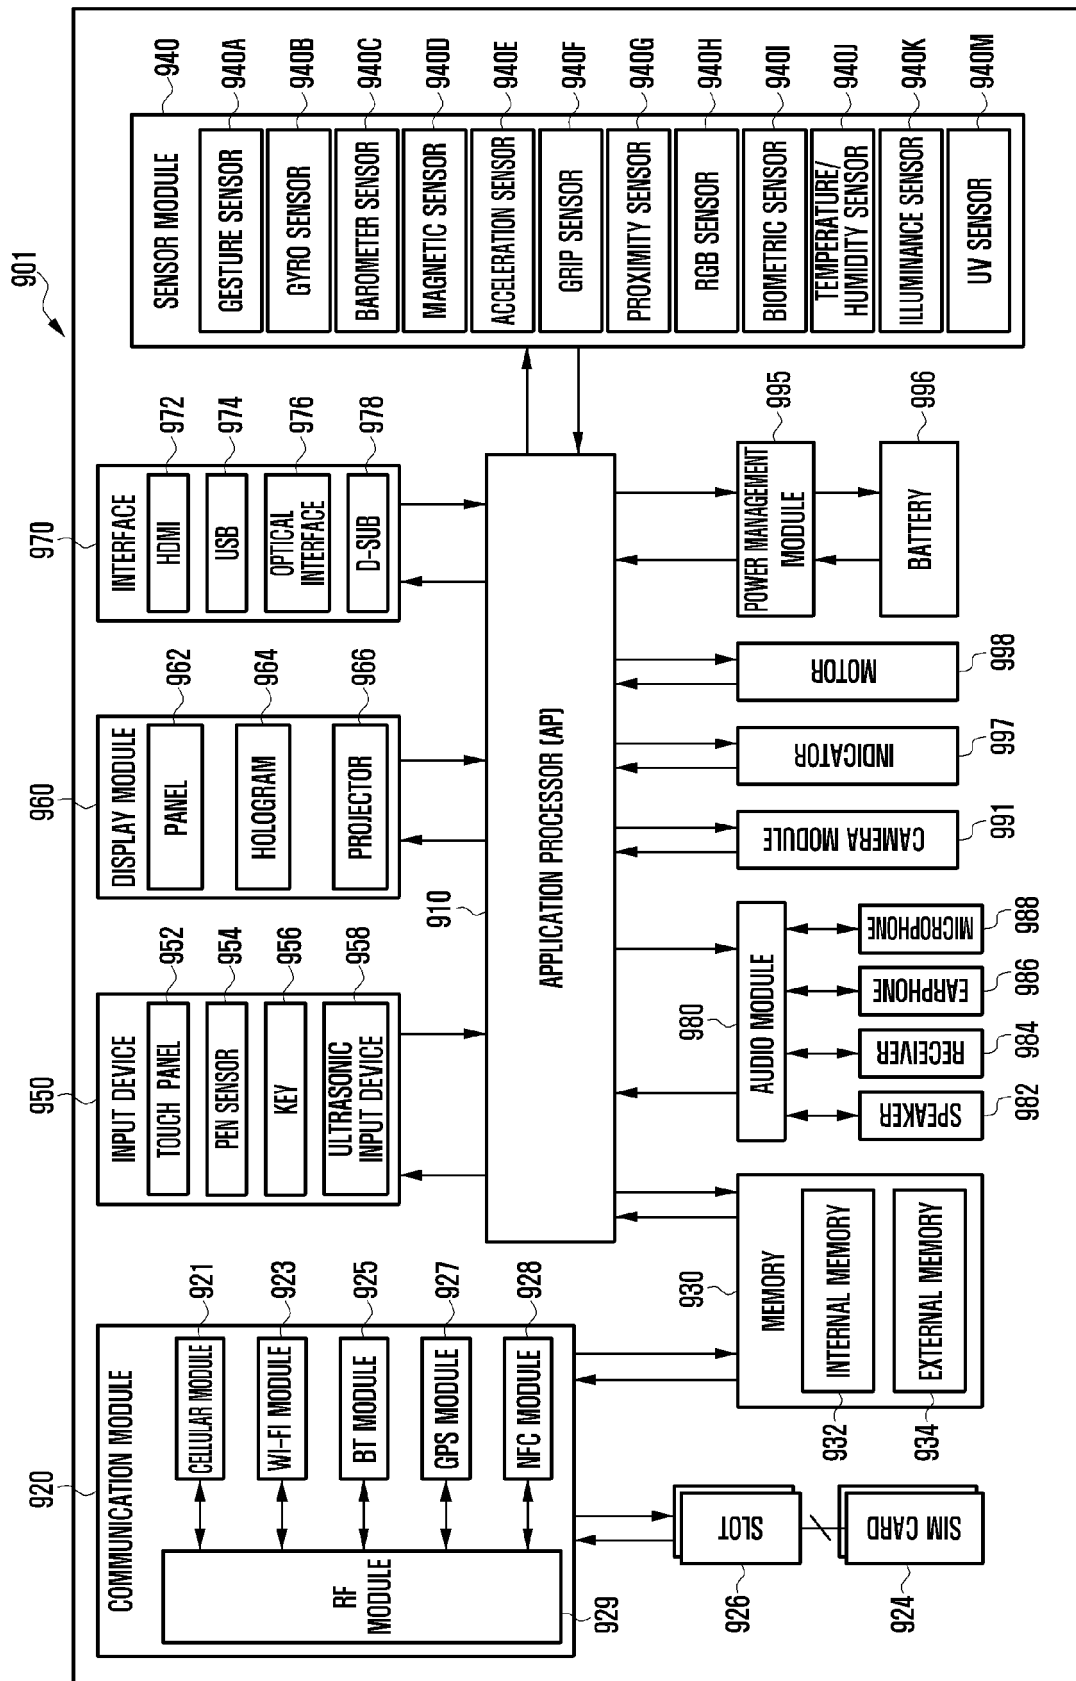 901
COMMUNICATION MODULE
920
RF
MODULE
929
CELLULAR MODULE
921
WI-FI MODULE
923
BT MODULE
925
GPS MODULE
927
NFC MODULE
928
SLOT
926
SIM CARD
924
INPUT DEVICE
950
TOUCH PANEL
952
PEN SENSOR
954
KEY
956
ULTRASONIC
INPUT DEVICE
958
DISPLAY MODULE
960
PANEL
962
HOLOGRAM
964
PROJECTOR
966
INTERFACE
970
HDMI
972
USB
974
OPTICAL
INTERFACE
976
D-SUB
978
SENSOR MODULE
940
GESTURE SENSOR
940A
GYRO SENSOR
940B
BAROMETER SENSOR
940C
MAGNETIC SENSOR
940D
ACCELERATION SENSOR
940E
GRIP SENSOR
940F
PROXIMITY SENSOR
940G
RGB SENSOR
940H
BIOMETRIC SENSOR
940I
TEMPERATURE/
HUMIDITY SENSOR
940J
ILLUMINANCE SENSOR
940K
UV SENSOR
940M
APPLICATION PROCESSOR (AP)
910
MEMORY
930
INTERNAL MEMORY
932
EXTERNAL MEMORY
934
AUDIO MODULE
980
SPEAKER
982
RECEIVER
984
EARPHONE
986
MICROPHONE
988
CAMERA MODULE
991
INDICATOR
997
MOTOR
998
POWER MANAGEMENT
MODULE
995
BATTERY
996